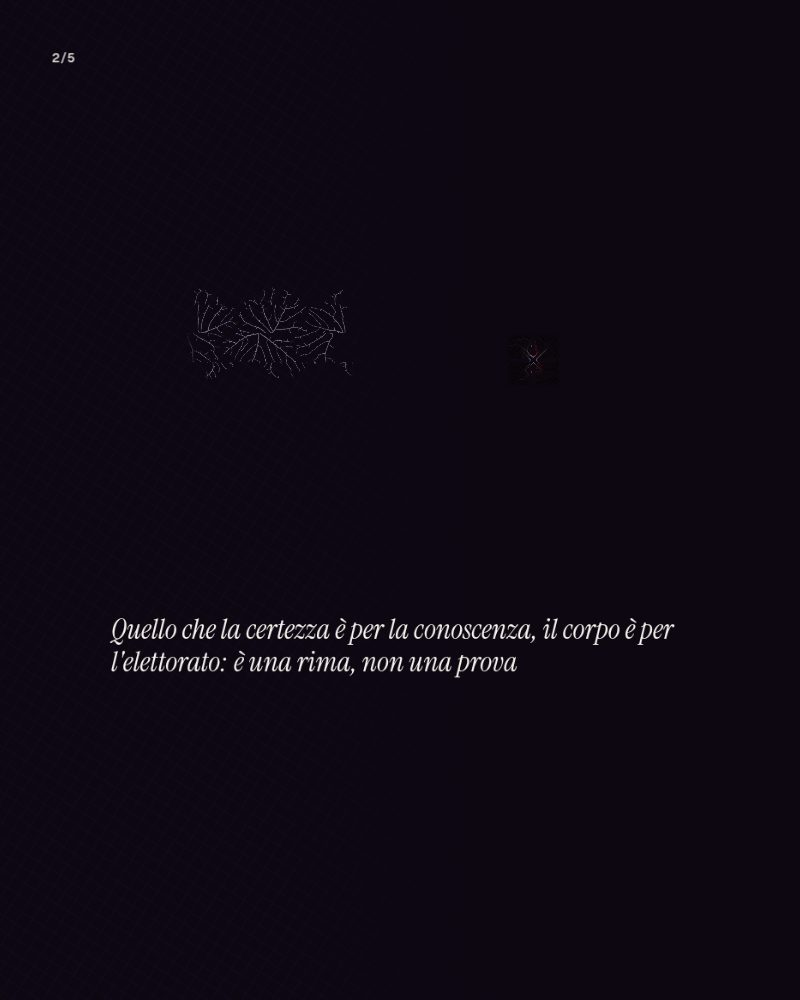 2/5
Quello che la certezza è per la conoscenza, il corpo è per
l'elettorato: è una rima, non una prova